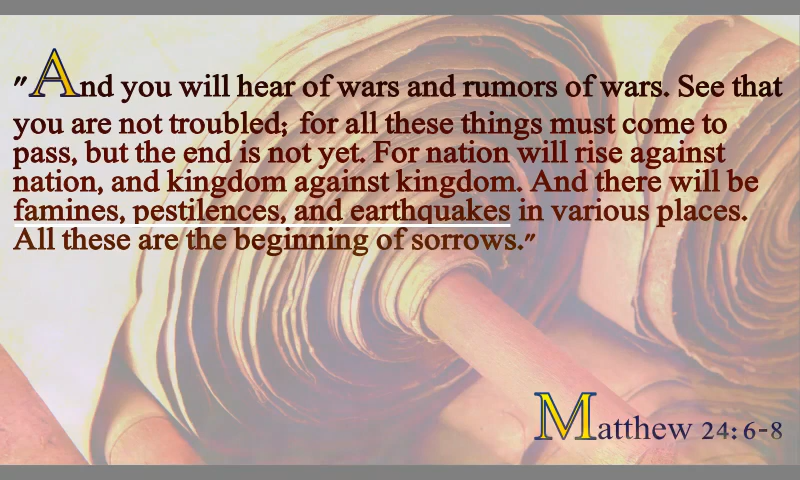 "And you will hear of wars and rumors of wars. See that
you are not troubled; for all these things must come to
pass, but the end is not yet. For nation will rise against
nation, and kingdom against kingdom. And there will be
famines, pestilences, and earthquakes in various places.
All these are the beginning of sorrows."
Matthew 24:6-8